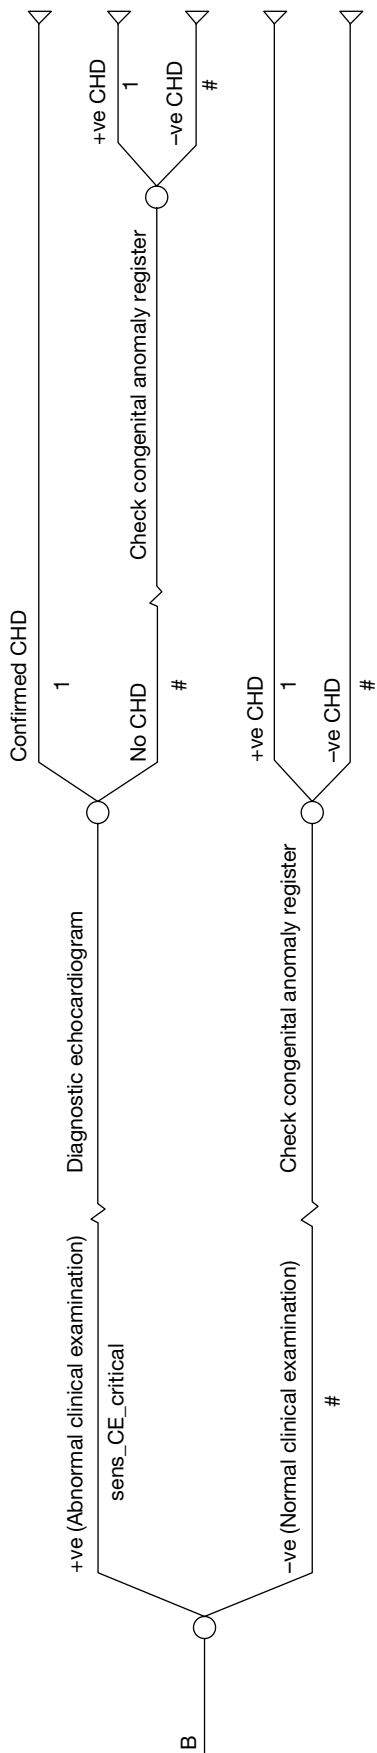 B
+ve (Abnormal clinical examination)
sens_CE_critical
Diagnostic echocardiogram
Confirmed CHD
1
No CHD
#
Check congenital anomaly register
+ve CHD
1
–ve CHD
#
–ve (Normal clinical examination)
#
Check congenital anomaly register
+ve CHD
1
–ve CHD
#